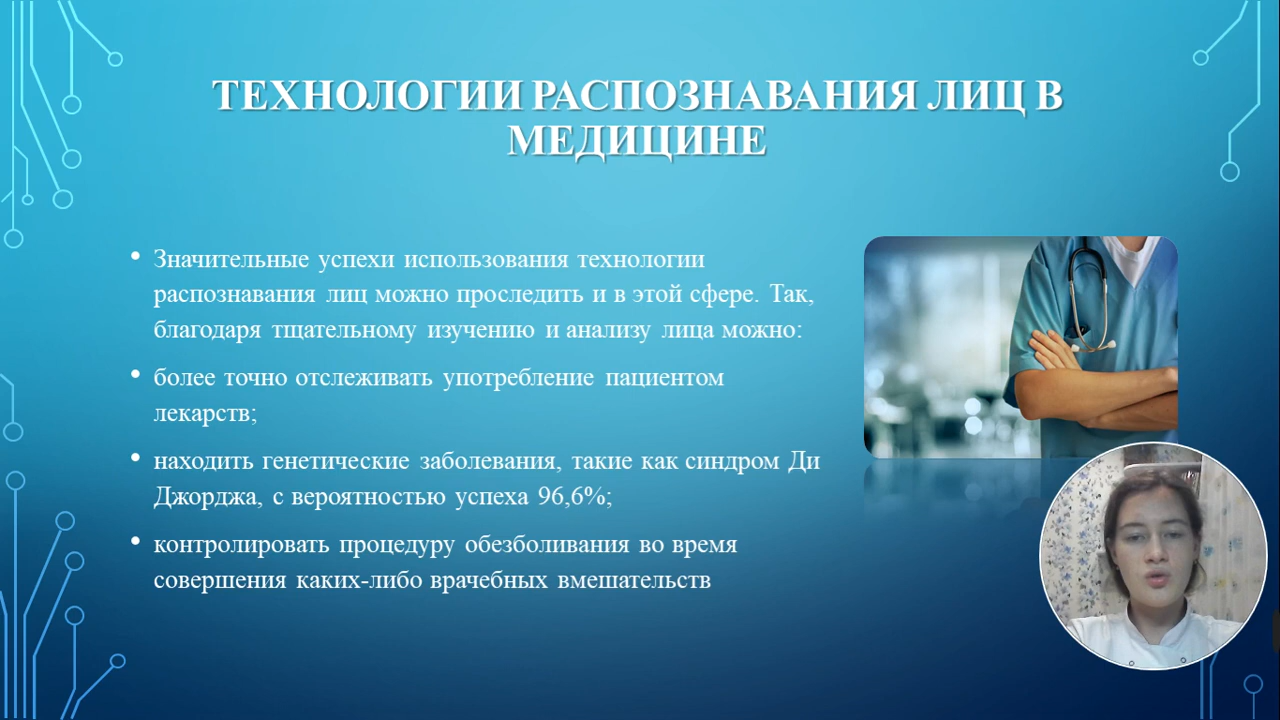 ТЕХНОЛОГИИ РАСПОЗНАВАНИЯ ЛИЦ В
МЕДИЦИНЕ
• Значительные успехи использования технологии
распознавания лиц можно проследить и в этой сфере. Так,
благодаря тщательному изучению и анализу лица можно:
• более точно отслеживать употребление пациентом
лекарств;
• находить генетические заболевания, такие как синдром Ди
Джорджа, с вероятностью успеха 96,6%;
• контролировать процедуру обезболивания во время
совершения каких-либо врачебных вмешательств